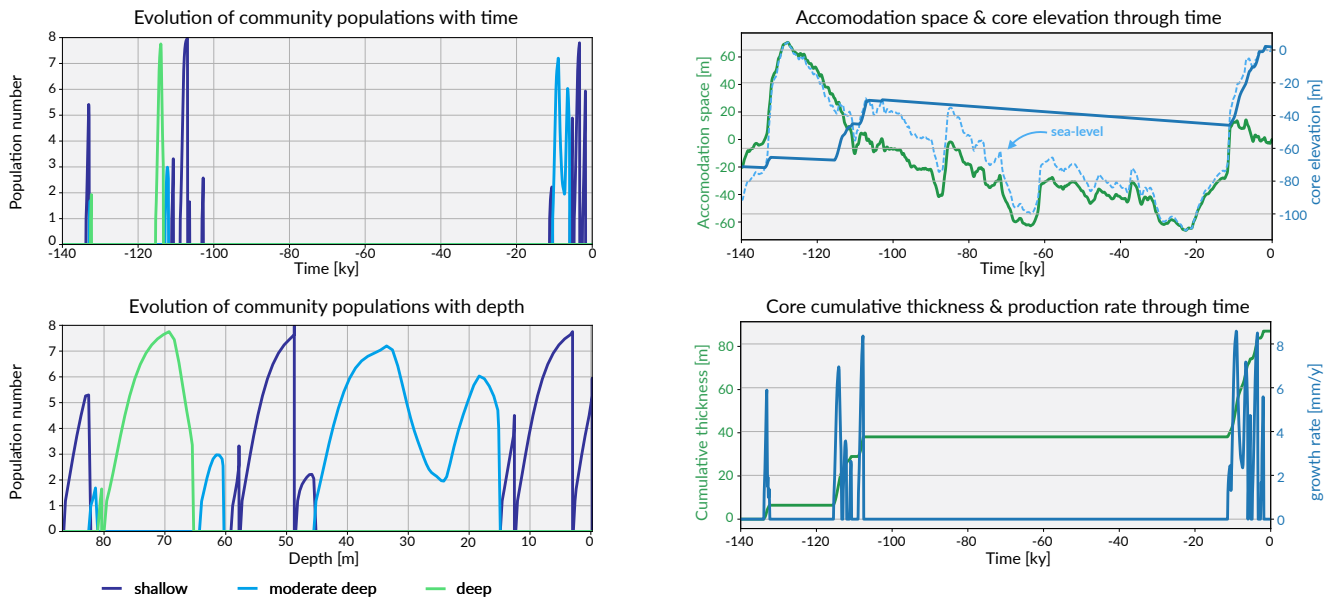 Evolution of community populations with time
Population number
8
7
6
5
4
3
2
1
0
-140 -120 -100 -80 -60 -40 -20 0
Time [ky]
Accomodation space & core elevation through time
Accomodation space [m]
60
40
20
0
-20
-40
-60
sea-level
0
-20
-40
-60
-80
-100
core elevation [m]
-140 -120 -100 -80 -60 -40 -20 0
Time [ky]
Evolution of community populations with depth
Population number
8
7
6
5
4
3
2
1
0
80 70 60 50 40 30 20 10 0
Depth [m]
shallow moderate deep deep
Core cumulative thickness & production rate through time
Cumulative thickness [m]
80
60
40
20
0
8
6
4
2
0
growth rate [mm/y]
-140 -120 -100 -80 -60 -40 -20 0
Time [ky]